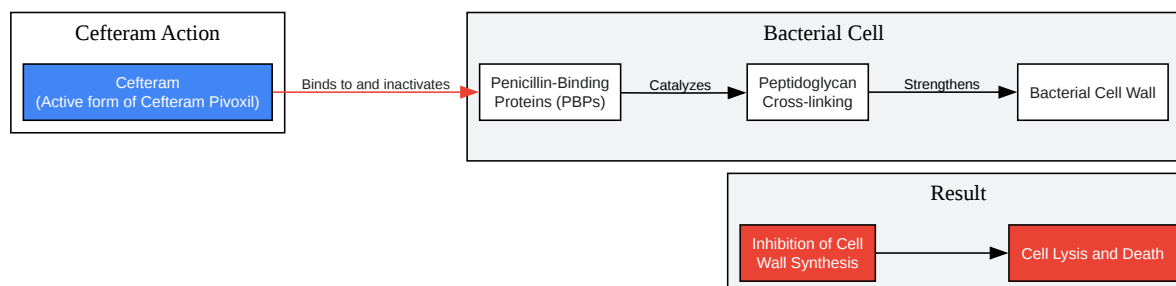 Cefteram Action
Cefteram
(Active form of Cefteram Pivoxil)
Binds to and inactivates
Bacterial Cell
Penicillin-Binding
Proteins (PBPs)
Catalyzes
Peptidoglycan
Cross-linking
Strengthens
Bacterial Cell Wall
Result
Inhibition of Cell
Wall Synthesis
Cell Lysis and Death